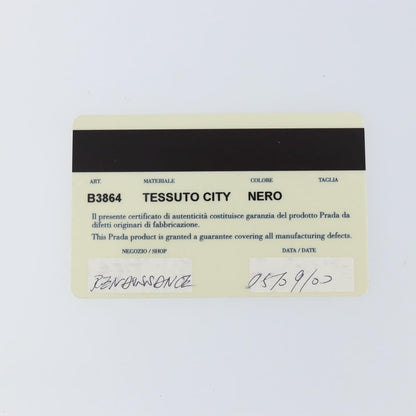 ART. MATERIALE COLORE TAGLIA
B3864 TESSUTO CITY NERO
Il presente certificato di autenticità costituisce garanzia del prodotto Prada da
difetti originari di fabbricazione.
This Prada product is granted a guarantee covering all manufacturing defects.
NEGOZIO / SHOP DATA / DATE
RENAISSANCE 05/09/00